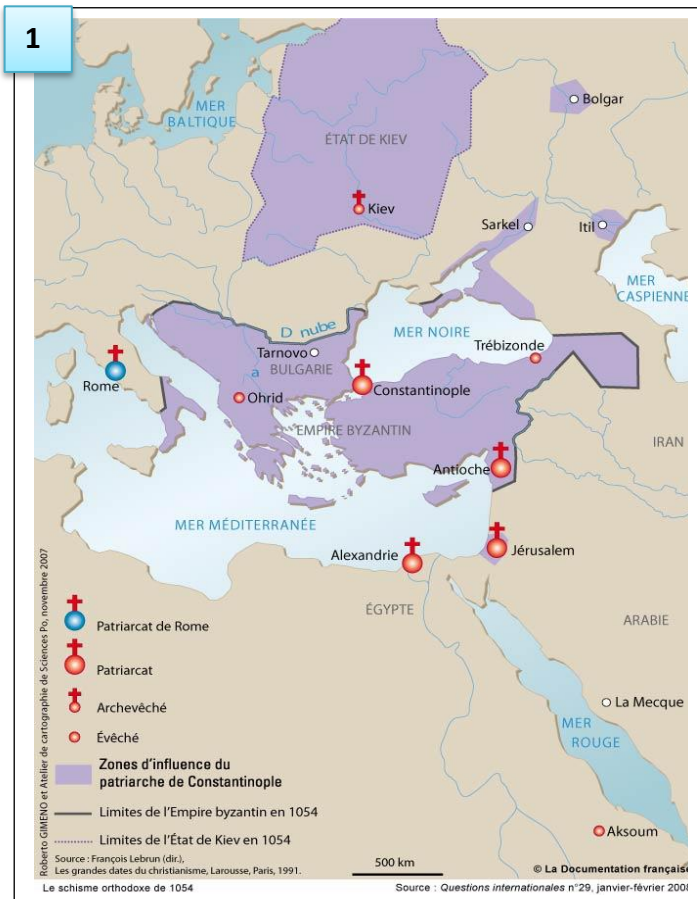 1
MER
BALTIQUE
ÉTAT DE KIEV
Bolgar
Kiev
Sarkel
Itil
MER
CASPIENNE
D nube
a
MER NOIRE
Tarnovo
BULGARIE
Trébizonde
Rome
Ohrid
Constantinople
EMPIRE BYZANTIN
IRAN
Antioche
MER MÉDITERRANÉE
Alexandrie
Jérusalem
ÉGYPTE
ARABIE
La Mecque
MER
ROUGE
Aksoum
Patriarcat de Rome
Patriarcat
Archevêché
Évêché
Zones d'influence du
patriarche de Constantinople
Limites de l'Empire byzantin en 1054
Limites de l'État de Kiev en 1054
Source : François Lebrun (dir.),
Les grandes dates du christianisme, Larousse, Paris, 1991.
500 km
© La Documentation française
Roberto GIMENO et Atelier de cartographie de Sciences Po, novembre 2007
Le schisme orthodoxe de 1054
Source : Questions internationales n°29, janvier-février 2008